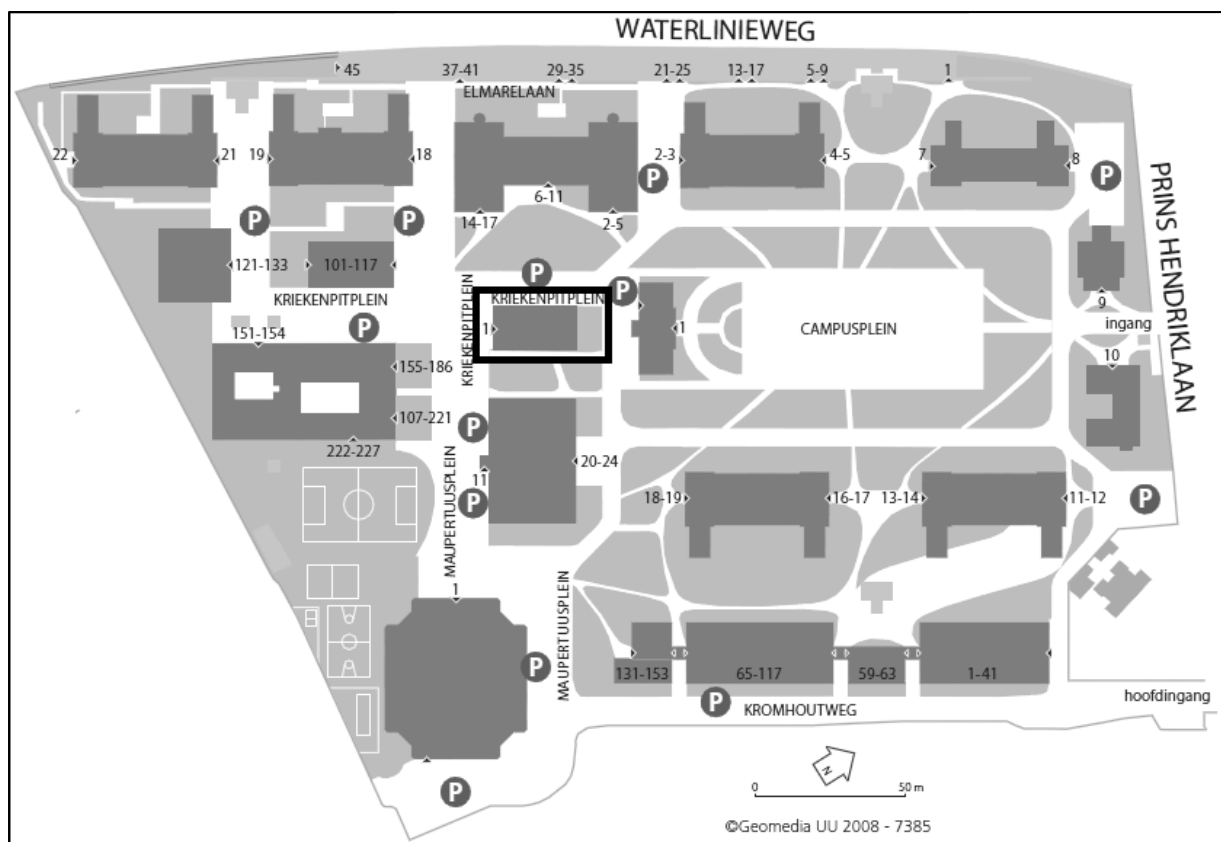 WATERLINIEWEG
45
37-41
29-35
21-25
13-17
5-9
1
ELMARELAAN
22
21
19
18
6-11
14-17
2-5
2-3
4-5
7
8
P
P
P
P
PRINS HENDRIKLAAN
121-133
101-117
KRIEKENPITPLEIN
P
P
KRIEKENPITPLEIN
KRIEKENPITPLEIN
1
1
CAMPUSPLEIN
9
ingang
10
151-154
P
155-186
107-221
222-227
P
11
P
20-24
MAUPERTUUSPLEIN
18-19
16-17
13-14
11-12
P
1
MAUPERTUUSPLEIN
P
131-153
65-117
59-63
1-41
P
KROMHOUTWEG
hoofdingang
P
N
0
50 m
©Geomedia UU 2008 - 7385